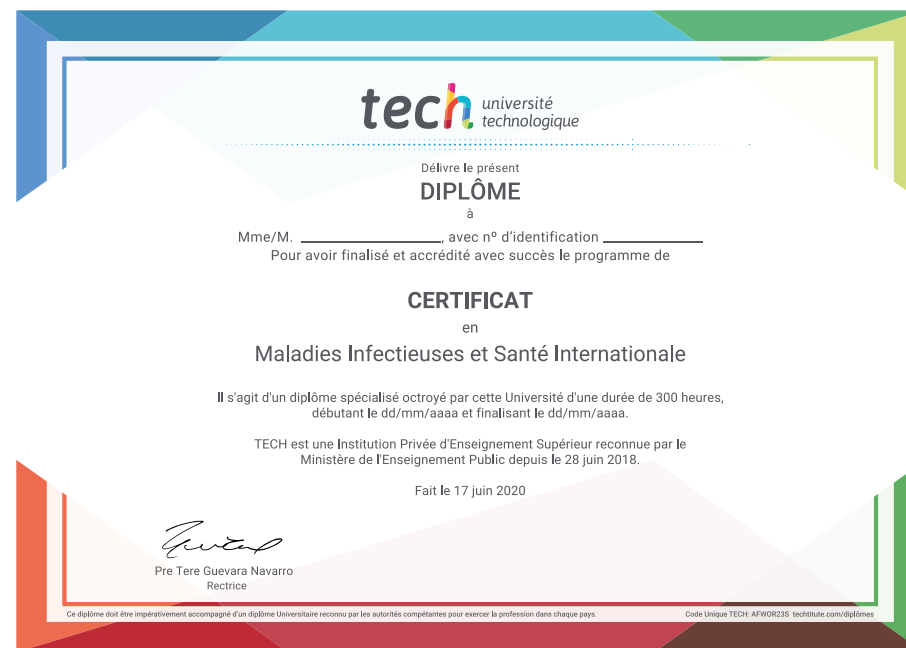 tech université
technologique
Délivre le présent
DIPLÔME
à
Mme/M. ____________________, avec nº d'identification ______________
Pour avoir finalisé et accrédité avec succès le programme de
CERTIFICAT
en
Maladies Infectieuses et Santé Internationale
Il s'agit d'un diplôme spécialisé octroyé par cette Université d'une durée de 300 heures,
débutant le dd/mm/aaaa et finalisant le dd/mm/aaaa.
TECH est une Institution Privée d'Enseignement Supérieur reconnue par le
Ministère de l'Enseignement Public depuis le 28 juin 2018.
Fait le 17 juin 2020
Pre Tere Guevara Navarro
Rectrice
Ce diplôme doit être impérativement accompagné d'un diplôme Universitaire reconnu par les autorités compétantes pour exercer la profession dans chaque pays.
Code Unique TECH: AFWOR23S techtitute.com/diplômes